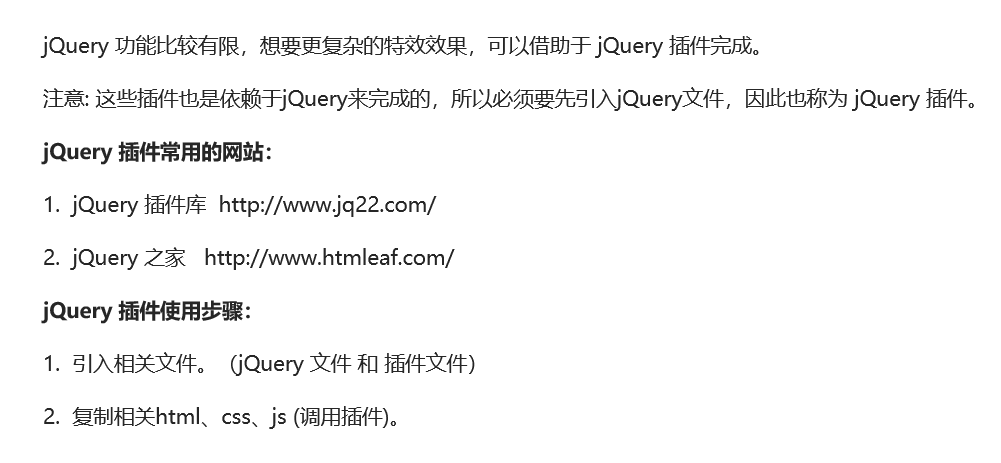 jQuery 功能比较有限，想要更复杂的特效效果，可以借助于 jQuery 插件完成。
注意: 这些插件也是依赖于jQuery来完成的，所以必须要先引入jQuery文件，因此也称为 jQuery 插件。
jQuery 插件常用的网站：
1. jQuery 插件库 http://www.jq22.com/
2. jQuery 之家 http://www.htmleaf.com/
jQuery 插件使用步骤：
1. 引入相关文件。（jQuery 文件 和 插件文件）
2. 复制相关html、css、js (调用插件)。